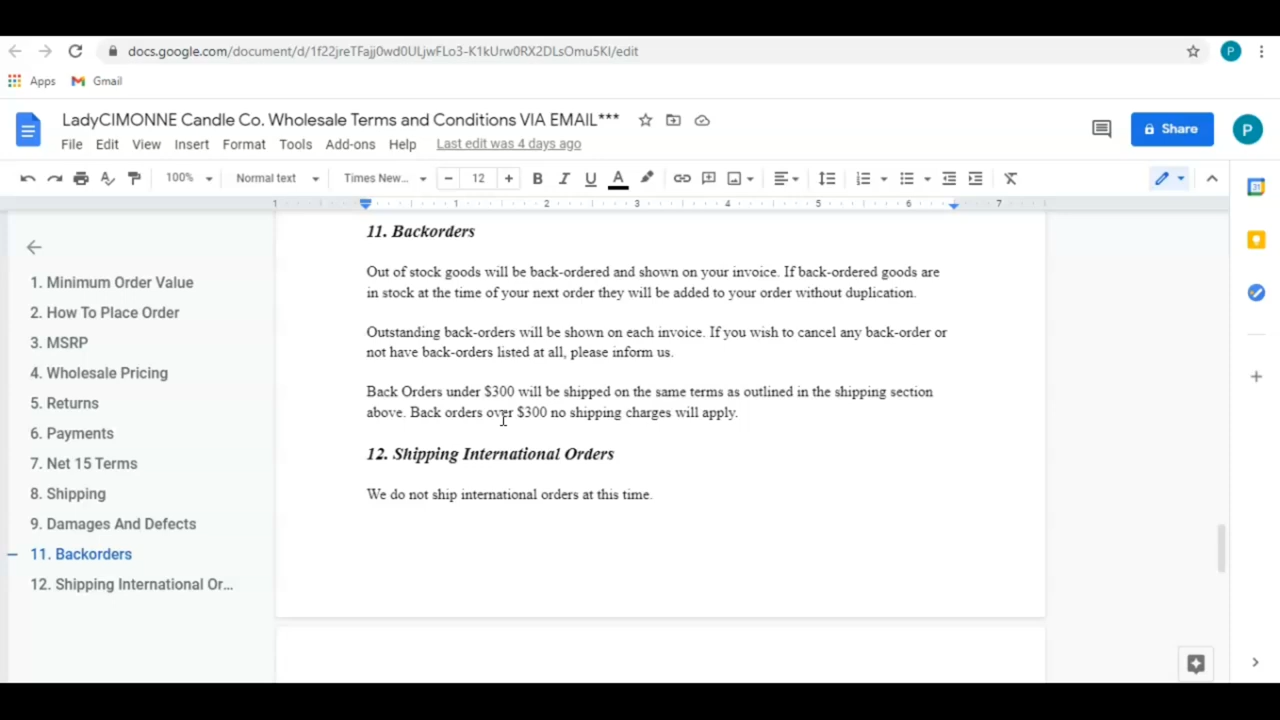 docs.google.com/document/d/1f22jreTFajj0wd0ULjwFLo3-K1kUrw0RX2DLsOmu5KI/edit
P
Apps
Gmail
LadyCIMONNE Candle Co. Wholesale Terms and Conditions VIA EMAIL***
File Edit View Insert Format Tools Add-ons Help Last edit was 4 days ago
Share
P
100% Normal text Times New... − 12 + B I U A
1 1 2 3 4 5 6 7
31
1. Minimum Order Value
2. How To Place Order
3. MSRP
4. Wholesale Pricing
5. Returns
6. Payments
7. Net 15 Terms
8. Shipping
9. Damages And Defects
11. Backorders
12. Shipping International Or...
11. Backorders
Out of stock goods will be back-ordered and shown on your invoice. If back-ordered goods are
in stock at the time of your next order they will be added to your order without duplication.
Outstanding back-orders will be shown on each invoice. If you wish to cancel any back-order or
not have back-orders listed at all, please inform us.
Back Orders under $300 will be shipped on the same terms as outlined in the shipping section
above. Back orders over $300 no shipping charges will apply.
12. Shipping International Orders
We do not ship international orders at this time.